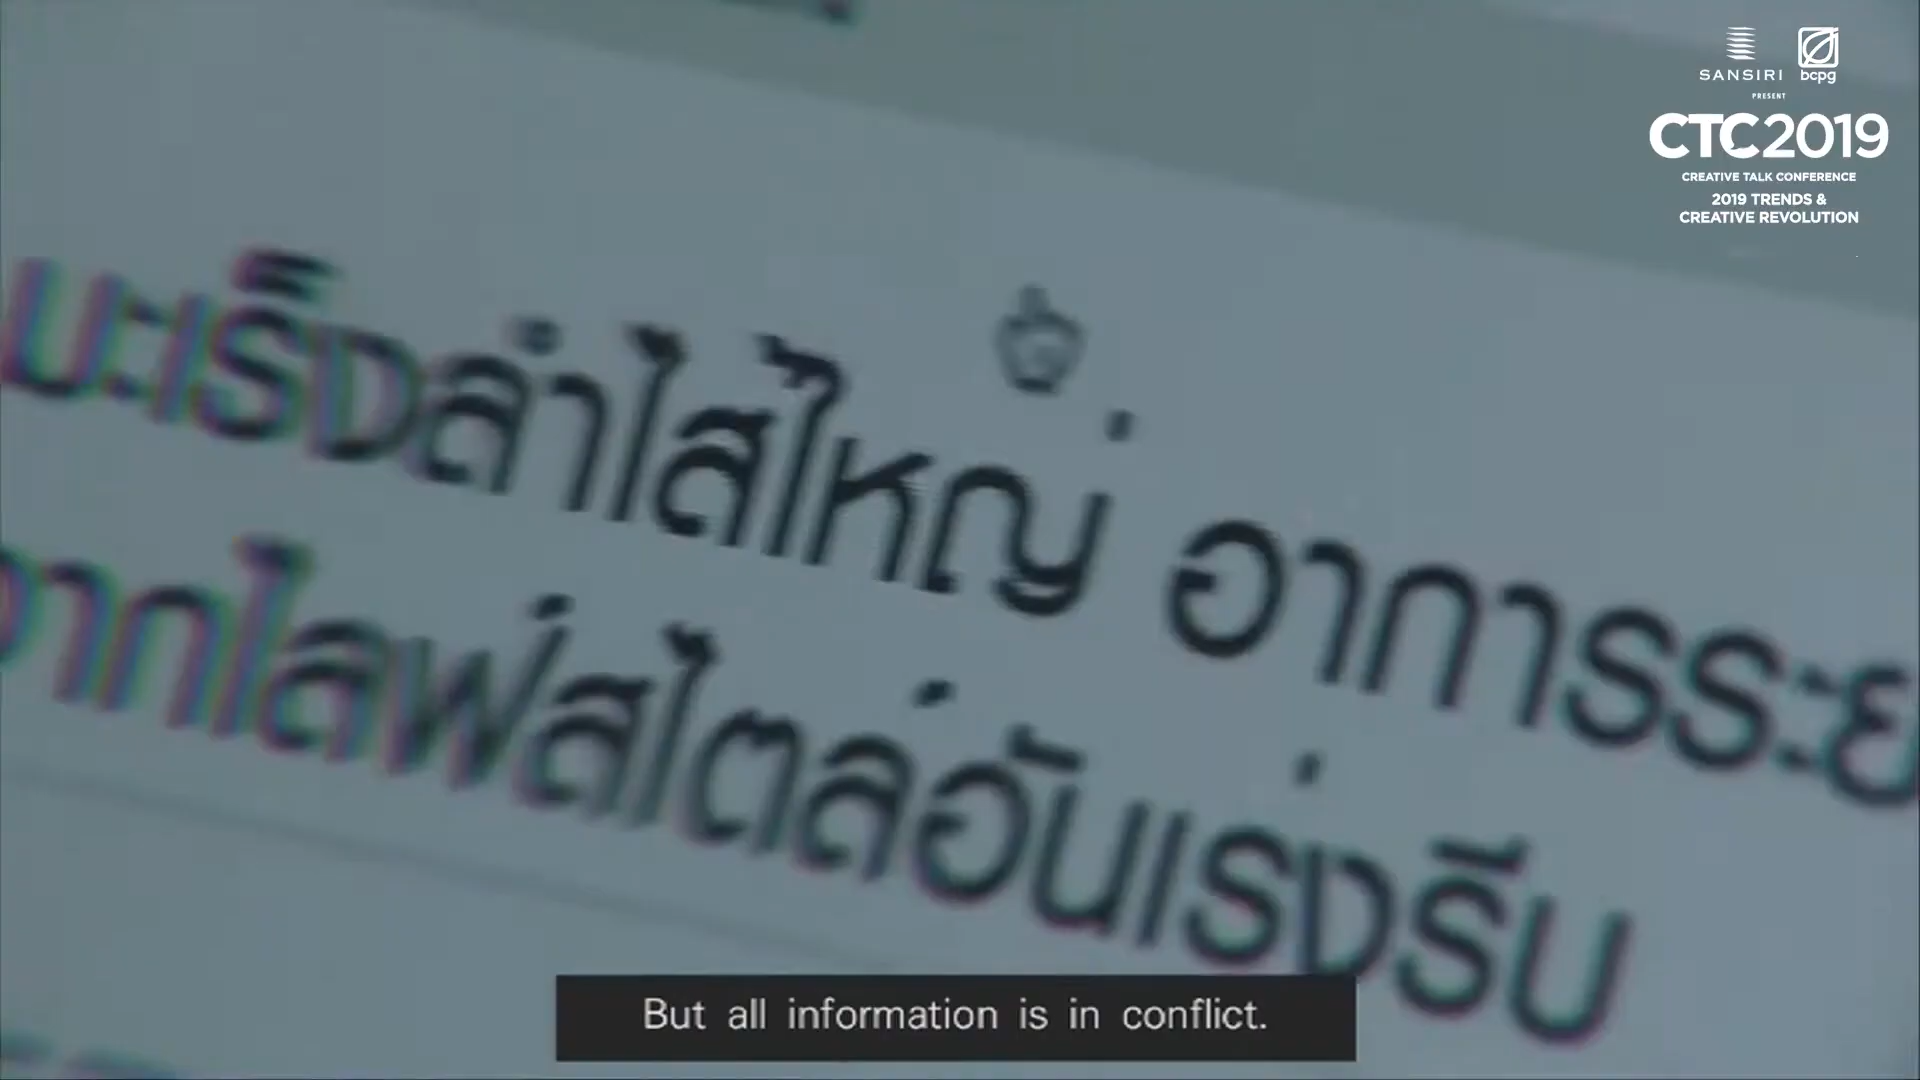 SANSIRI
bcpg
PRESENT
CTC2019
CREATIVE TALK CONFERENCE
2019 TRENDS &
CREATIVE REVOLUTION
มะเร็งลำไส้ใหญ่ อาการระย
จากไลฟ์สไตล์อันเร่งรีบ
But all information is in conflict.